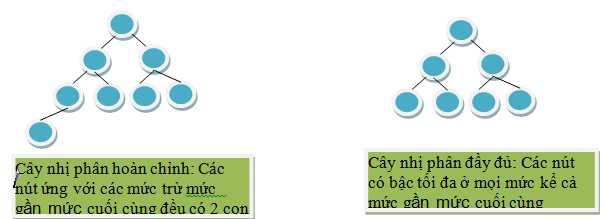 Cây nhị phân hoàn chỉnh: Các
nút ứng với các mức trừ mức
gần mức cuối cùng đều có 2 con
Cây nhị phân đầy đủ: Các nút
có bậc tối đa ở mọi mức kể cả
mức gần mức cuối cùng